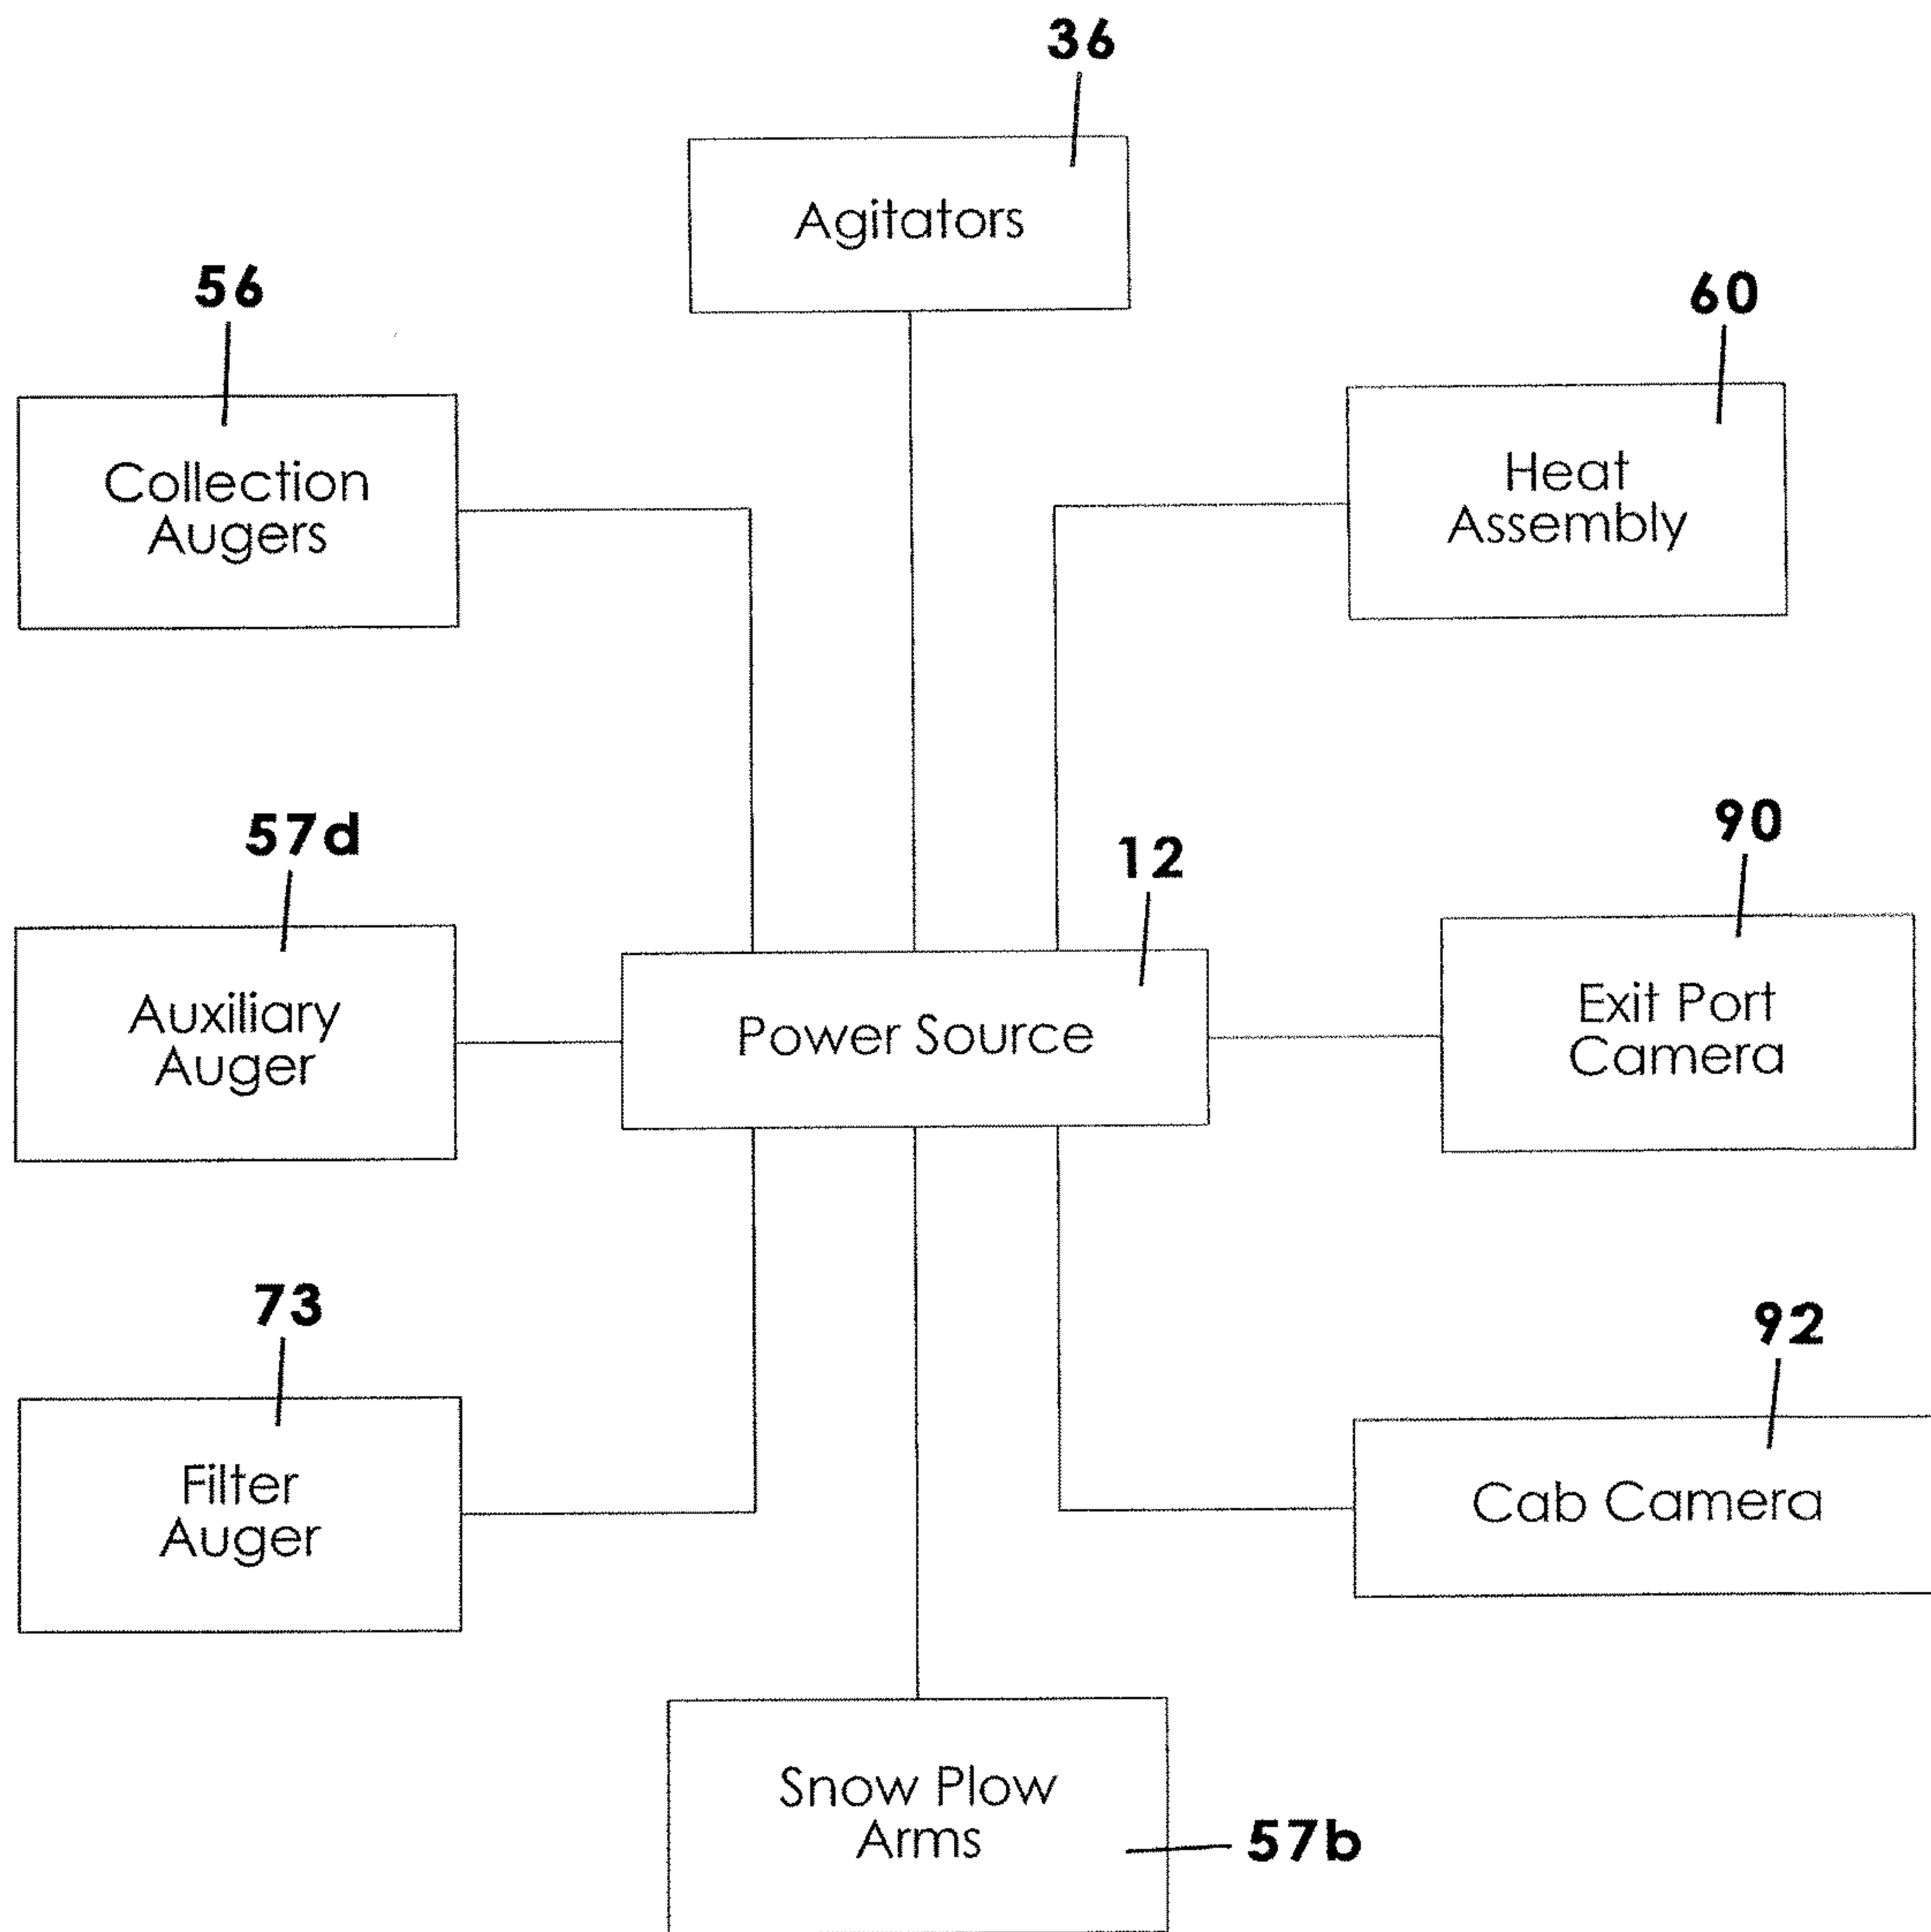 36
Agitators
56
Collection
Augers
60
Heat
Assembly
57d
Auxiliary
Auger
12
Power Source
90
Exit Port
Camera
73
Filter
Auger
92
Cab Camera
Snow Plow
Arms
57b